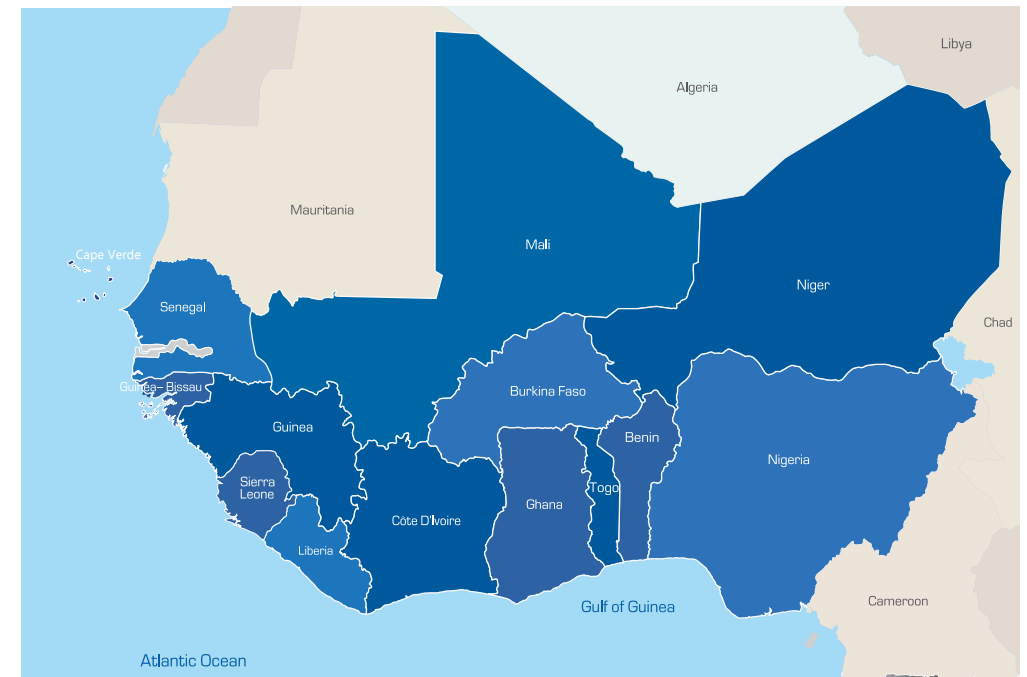 Libya
Algeria
Mauritania
Mali
Cape Verde
Niger
Senegal
Chad
Guinea– Bissau
Burkina Faso
Guinea
Benin
Nigeria
Sierra
Leone
Togo
Ghana
Côte D'Ivoire
Liberia
Cameroon
Gulf of Guinea
Atlantic Ocean